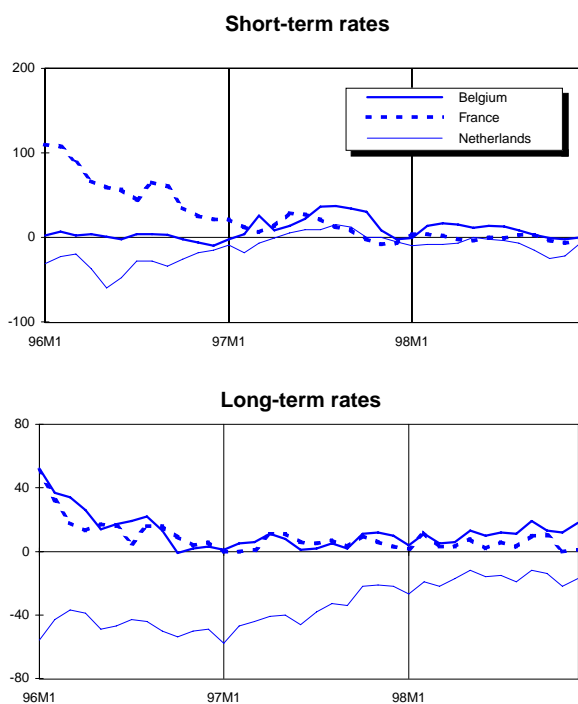 Short-term rates
200
Belgium
France
Netherlands
100
0
-100
96M1 97M1 98M1
Long-term rates
80
40
0
-40
-80
96M1 97M1 98M1